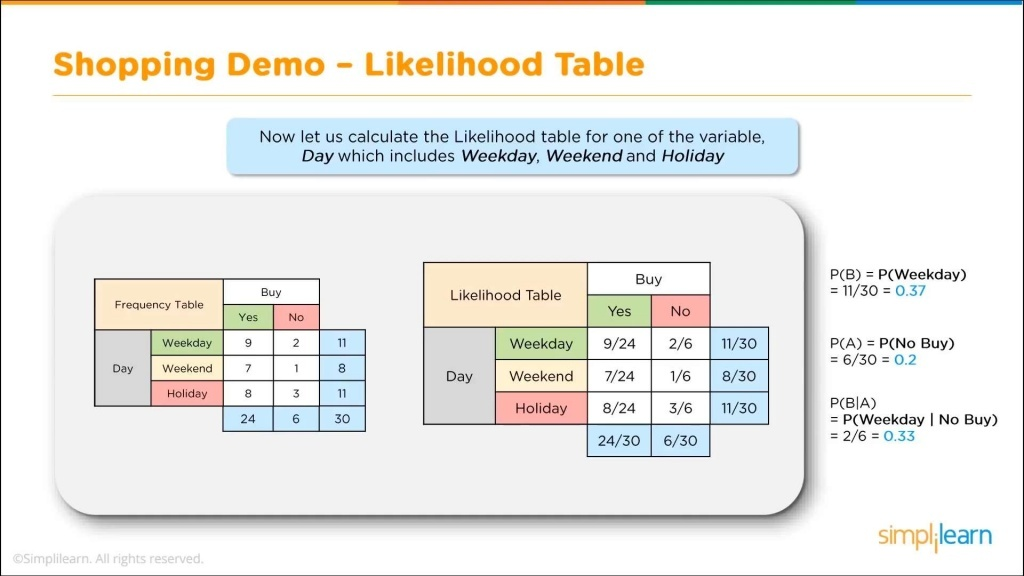 Shopping Demo – Likelihood Table
Now let us calculate the Likelihood table for one of the variable,
Day which includes Weekday, Weekend and Holiday
Frequency Table
Buy
Yes No
Day
Weekday 9 2 11
Weekend 7 1 8
Holiday 8 3 11
24 6 30
Likelihood Table
Buy
Yes No
Day
Weekday 9/24 2/6 11/30
Weekend 7/24 1/6 8/30
Holiday 8/24 3/6 11/30
24/30 6/30
P(B) = P(Weekday)
= 11/30 = 0.37
P(A) = P(No Buy)
= 6/30 = 0.2
P(B|A)
= P(Weekday | No Buy)
= 2/6 = 0.33
simplilearn
©Simplilearn. All rights reserved.